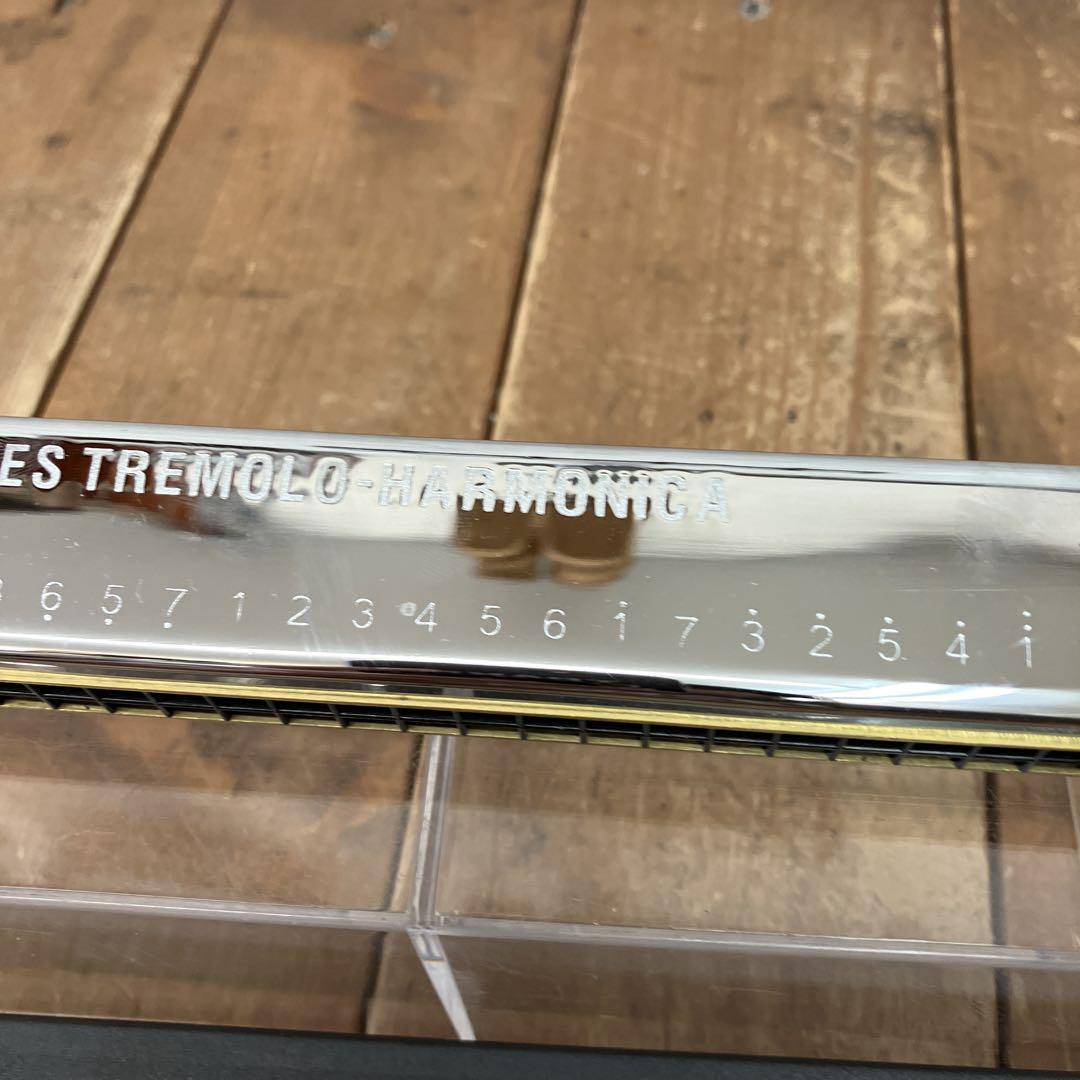 ES TREMOLO-HARMONICA
6̣ 5̣ 7̣ 1 2 3 4 5 6 1̇ 7 3̇ 2̇ 5̇ 4̇ 1̈